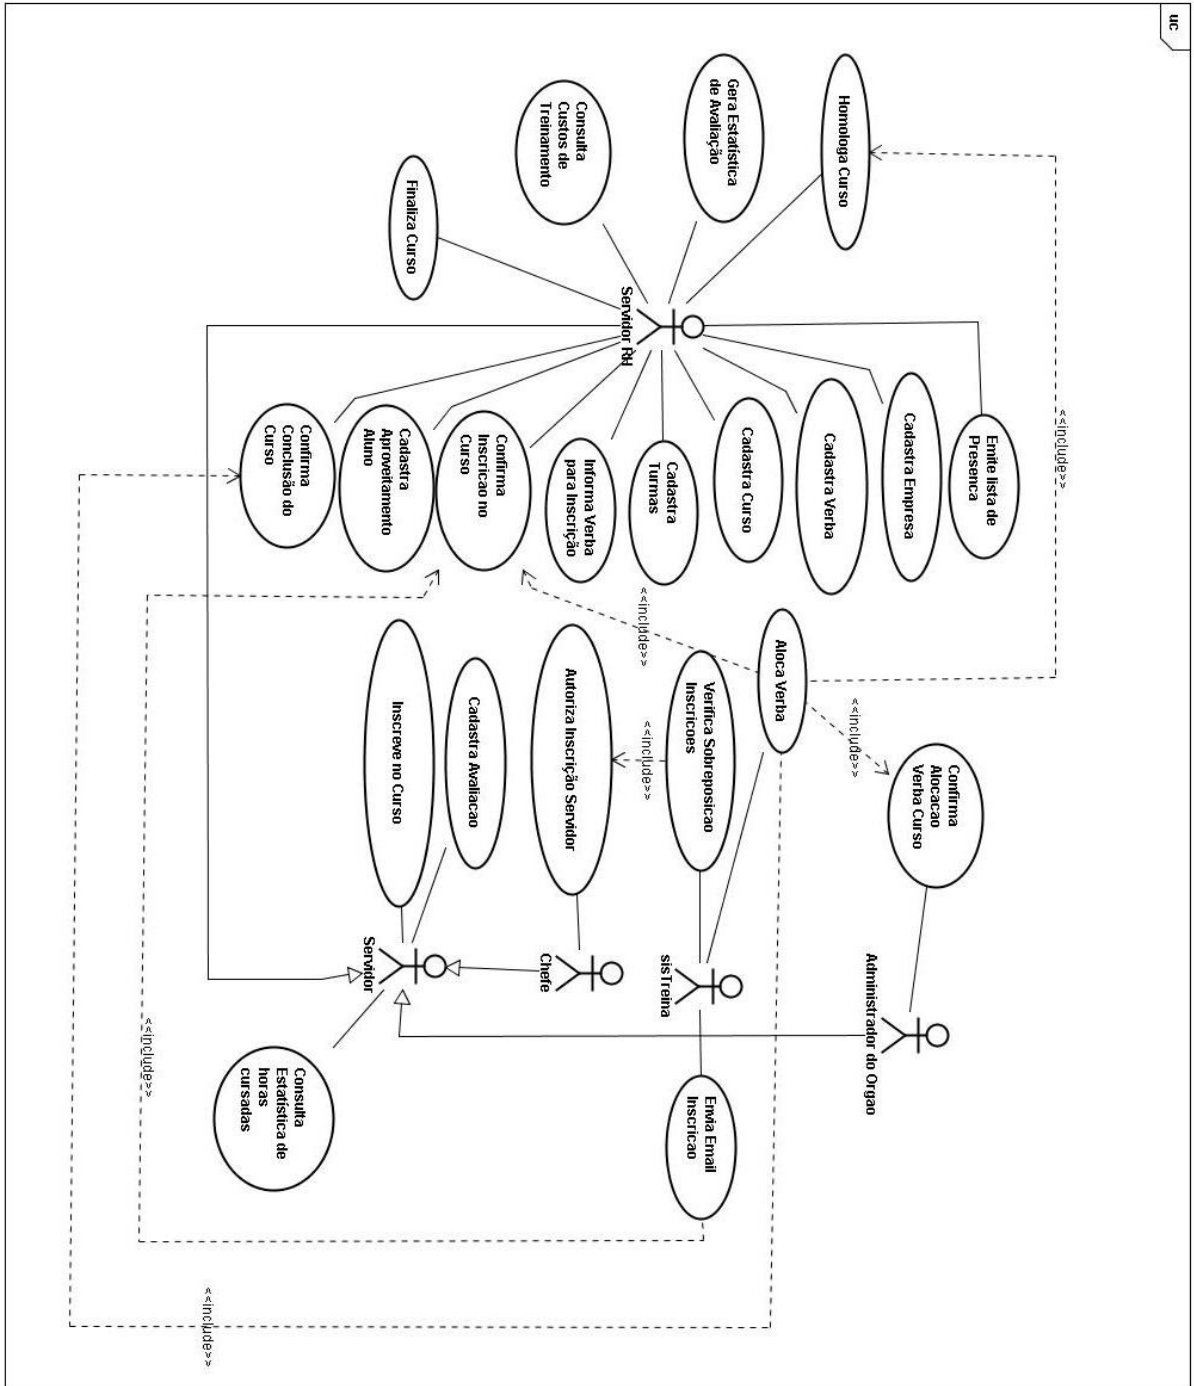 uc
Homologa Curso
Gera Estatística
de Avaliação
Consulta
Custos de
Treinamento
Finaliza Curso
Servidor RH
Emite lista de
Presenca
Cadastra Empresa
Cadastra Verba
Cadastra Curso
Cadastra
Turmas
Informa Verba
para Inscrição
Confirma
Inscricao no
Curso
Cadastra
Aproveitamento
Aluno
Confirma
Conclusão do
Curso
<<include>>
<<include>>
<<include>>
<<include>>
Aloca Verba
Verifica Sobreposicao
Inscricoes
Autoriza Inscrição Servidor
Cadastra Avaliacao
Inscreve no Curso
Confirma
Alocacao
Verba Curso
Administrador do Orgao
sisTreina
Chefe
Servidor
Envia Email
Inscricao
Consulta
Estatística de
horas
cursadas
<<include>>
<<include>>